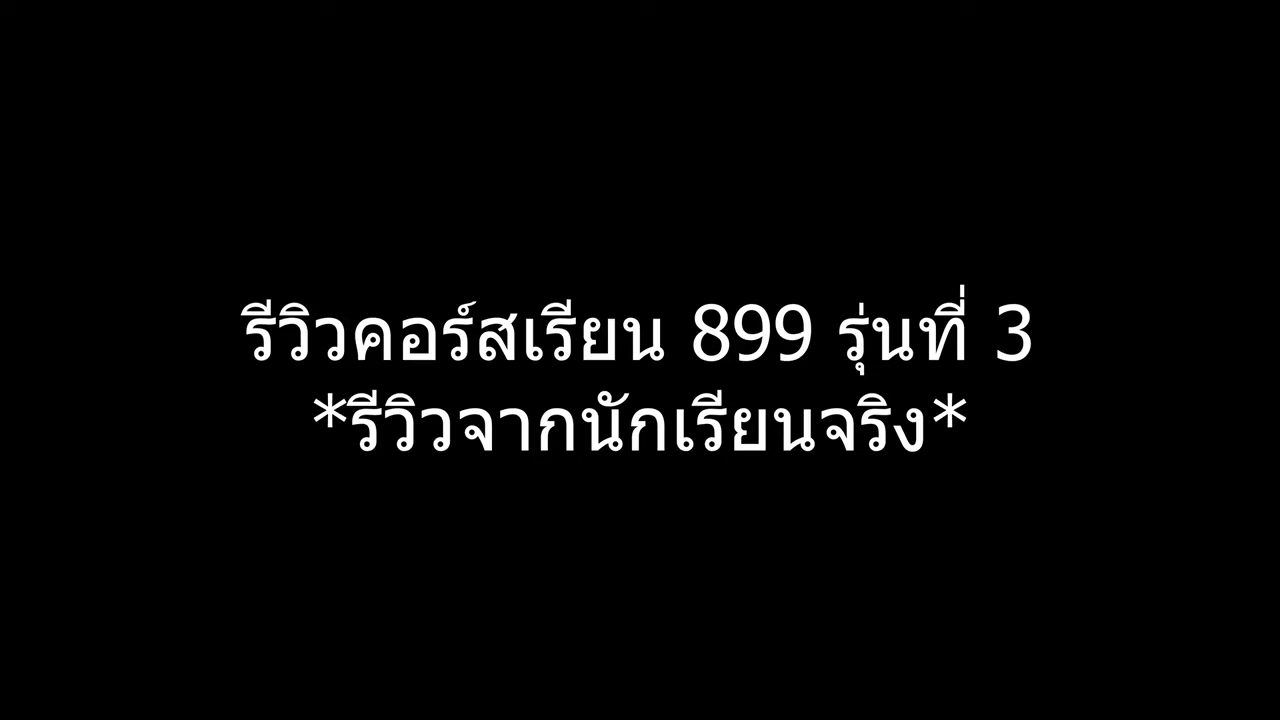 รีวิวคอร์สเรียน 899 รุ่นที่ 3
*รีวิวจากนักเรียนจริง*